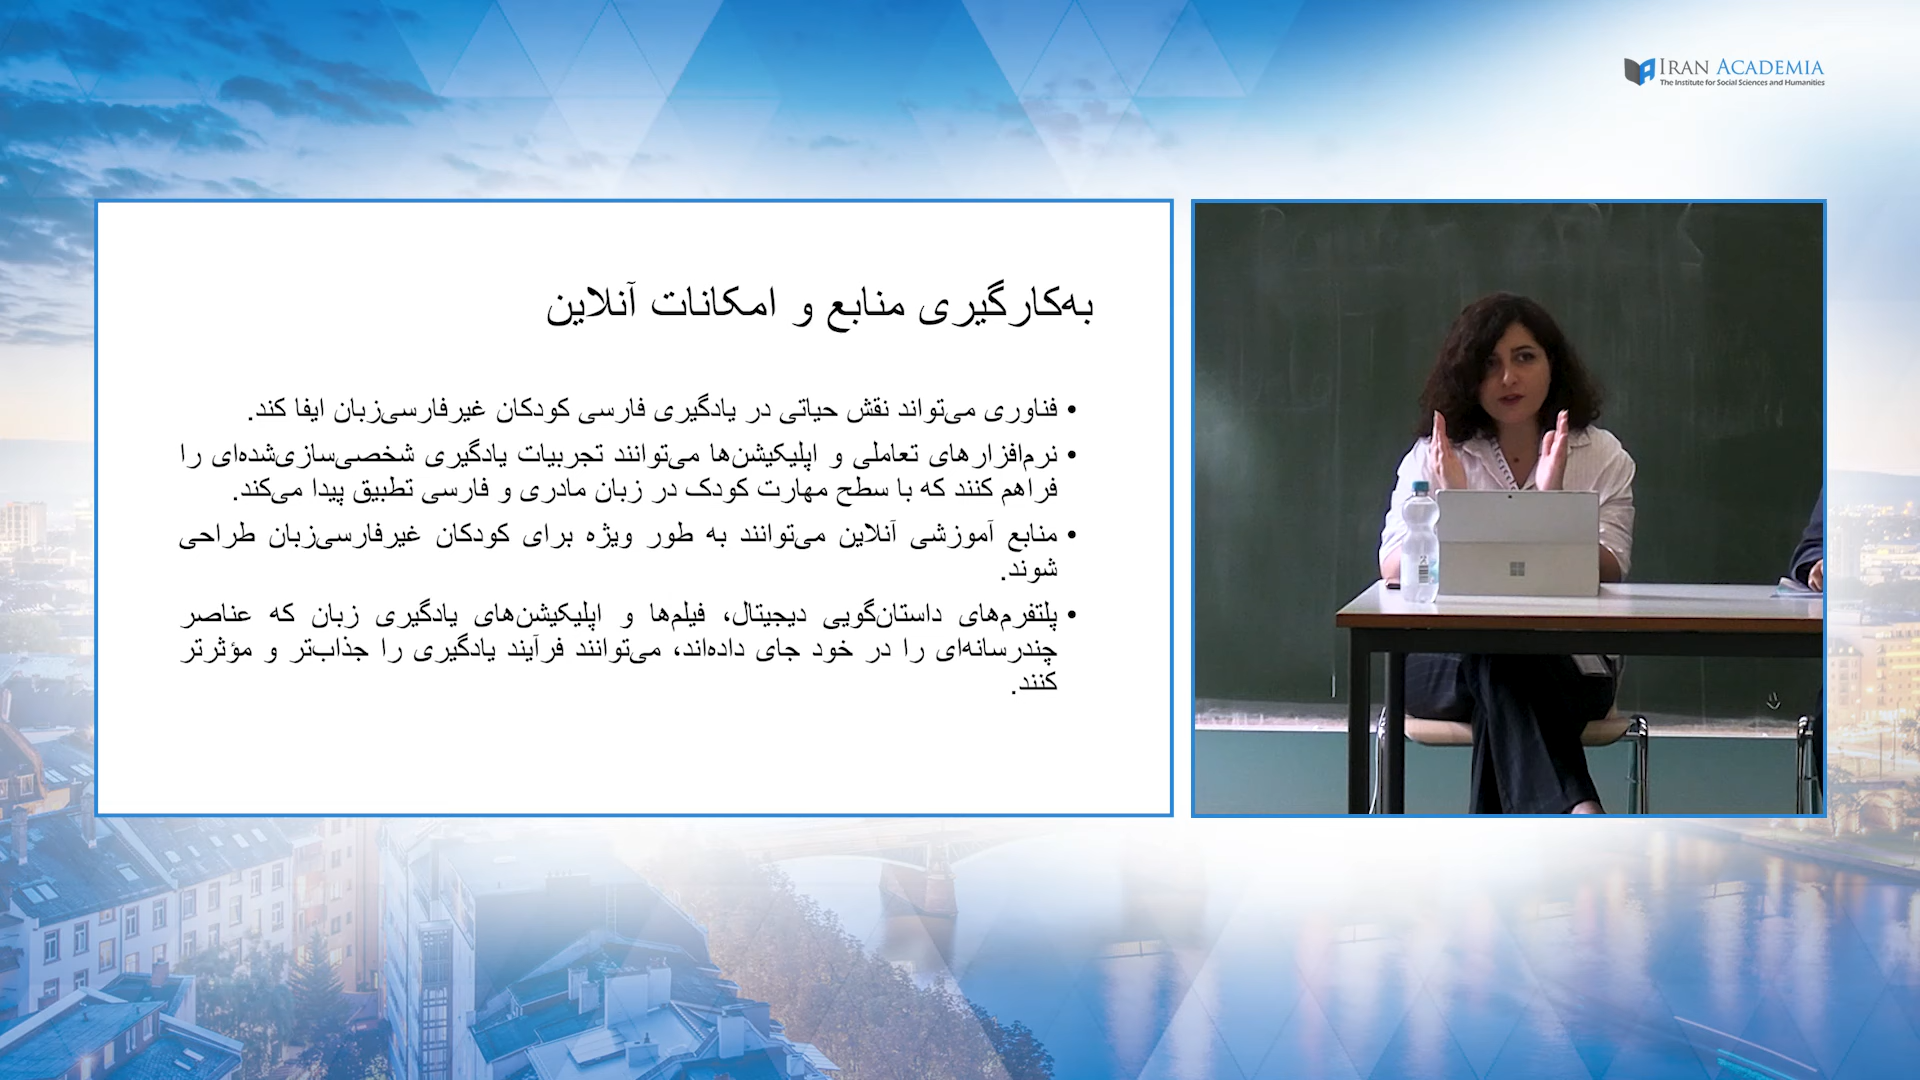 IRAN ACADEMIA
The Institute for Social Sciences and Humanities
به‌کارگیری منابع و امکانات آنلاین
• فناوری می‌تواند نقش حیاتی در یادگیری فارسی کودکان غیرفارسی‌زبان ایفا کند.
• نرم‌افزارهای تعاملی و اپلیکیشن‌ها می‌توانند تجربیات یادگیری شخصی‌سازی‌شده‌ای را
فراهم کنند که با سطح مهارت کودک در زبان مادری و فارسی تطبیق پیدا می‌کند.
• منابع آموزشی آنلاین می‌توانند به طور ویژه برای کودکان غیرفارسی‌زبان طراحی
شوند.
• پلتفرم‌های داستان‌گویی دیجیتال، فیلم‌ها و اپلیکیشن‌های یادگیری زبان که عناصر
چندرسانه‌ای را در خود جای داده‌اند، می‌توانند فرآیند یادگیری را جذاب‌تر و مؤثرتر
کنند.